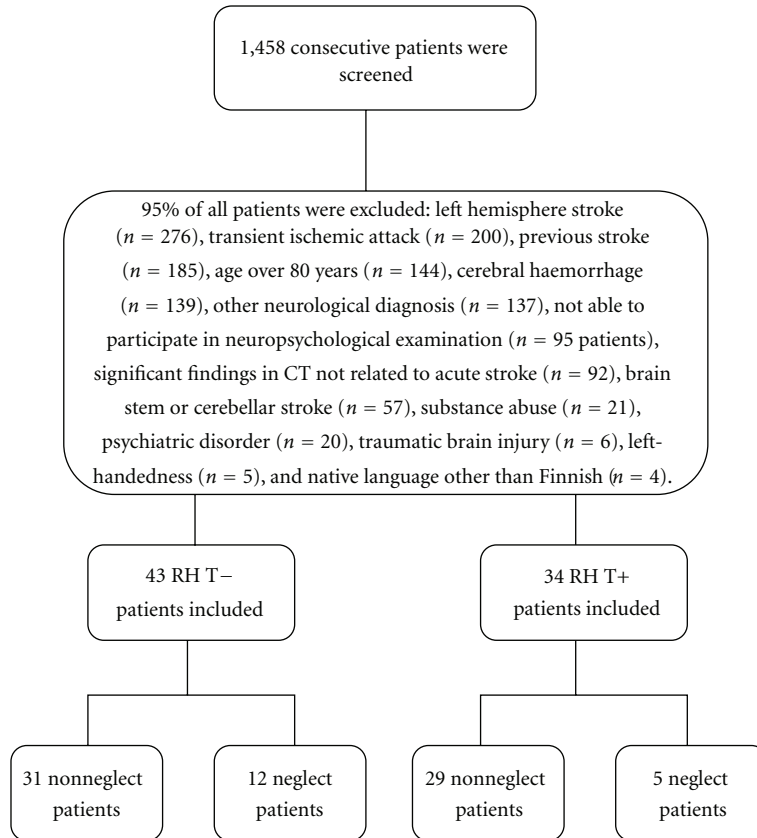 1,458 consecutive patients were
screened
95% of all patients were excluded: left hemisphere stroke
(n = 276), transient ischemic attack (n = 200), previous stroke
(n = 185), age over 80 years (n = 144), cerebral haemorrhage
(n = 139), other neurological diagnosis (n = 137), not able to
participate in neuropsychological examination (n = 95 patients),
significant findings in CT not related to acute stroke (n = 92), brain
stem or cerebellar stroke (n = 57), substance abuse (n = 21),
psychiatric disorder (n = 20), traumatic brain injury (n = 6), left-
handedness (n = 5), and native language other than Finnish (n = 4).
43 RH T−
patients included
34 RH T+
patients included
31 nonneglect
patients
12 neglect
patients
29 nonneglect
patients
5 neglect
patients